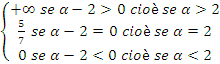 +∞ se α − 2 > 0 cioè se α > 2
5/7 se α − 2 = 0 cioè se α = 2
0 se α − 2 < 0 cioè se α < 2